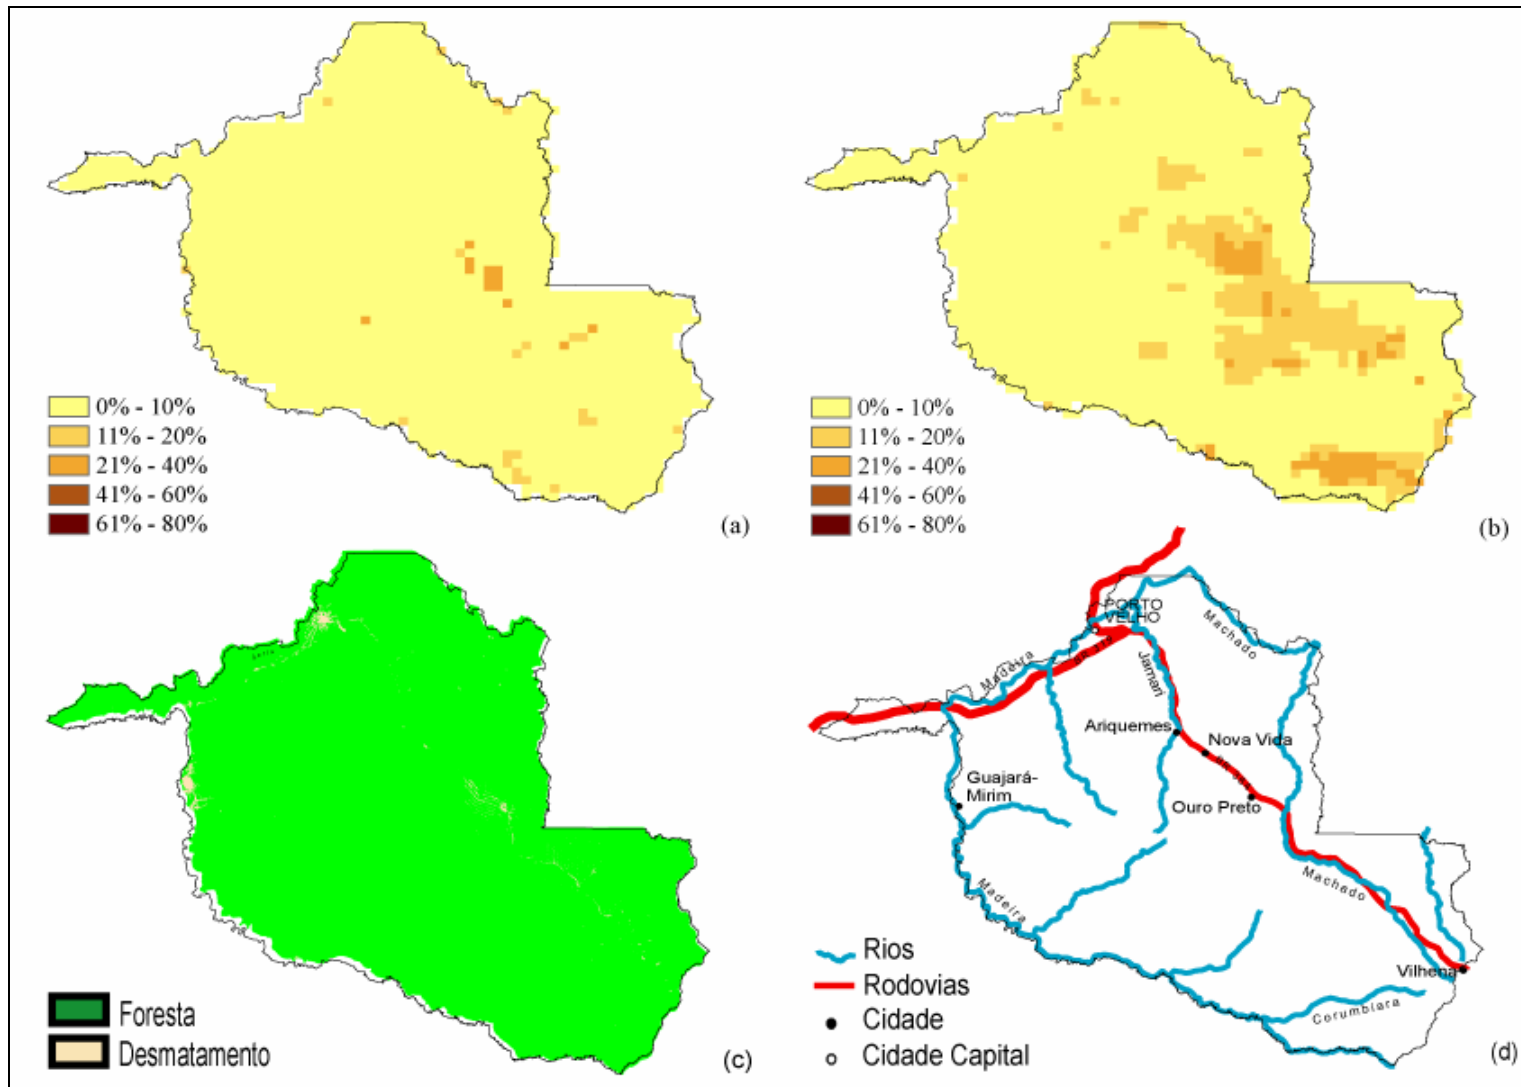 0% - 10%
11% - 20%
21% - 40%
41% - 60%
61% - 80%
(a)
0% - 10%
11% - 20%
21% - 40%
41% - 60%
61% - 80%
(b)
Foresta
Desmatamento
(c)
PORTO
VELHO
Machado
Madeira
Jamari
Ariquemes
Nova Vida
Guajará-
Mirim
Ouro Preto
Madeira
Machado
Vilhena
Corumbiara
Rios
Rodovias
Cidade
Cidade Capital
(d)